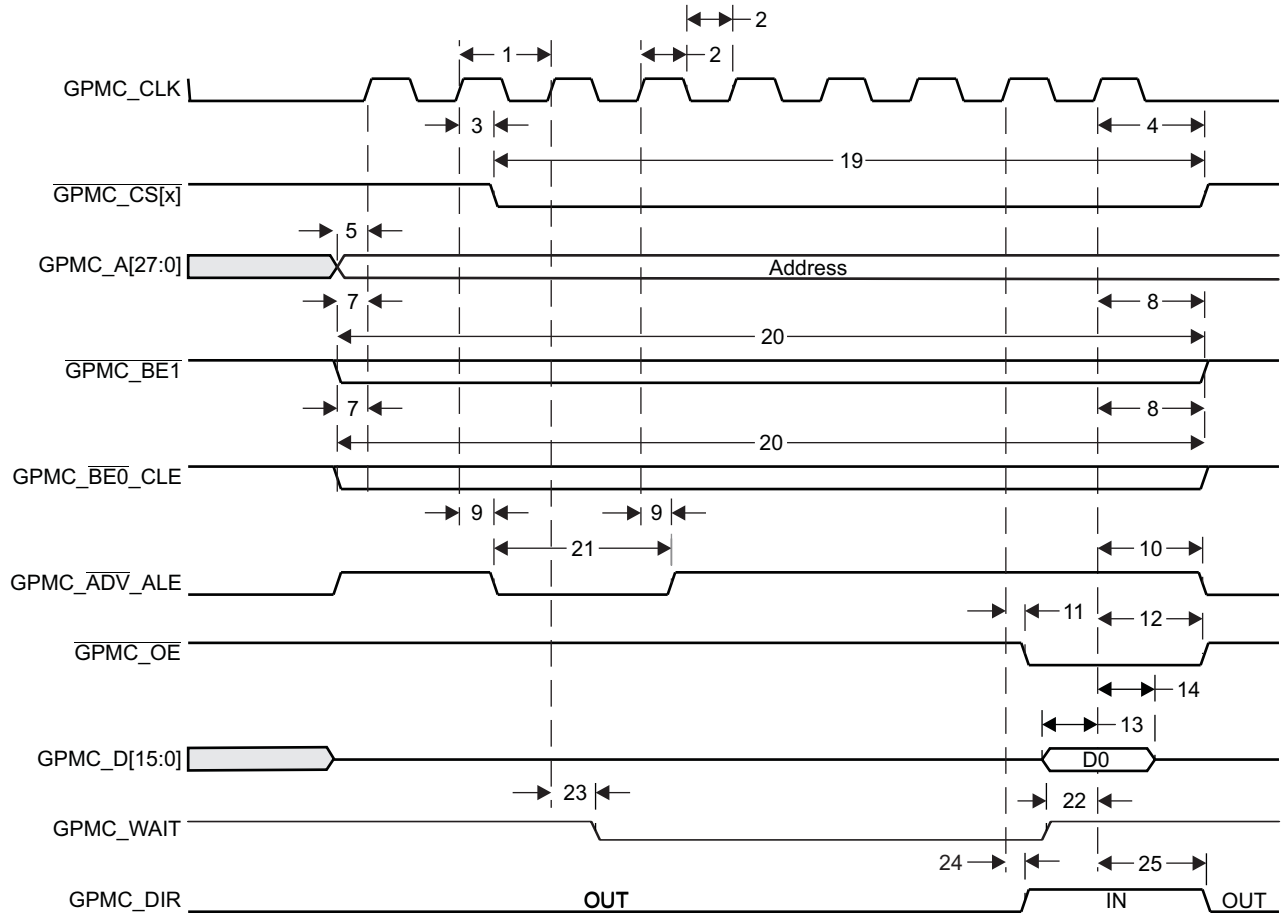 2
1
2
GPMC_CLK
3
4
19
GPMC_CS[x]
5
GPMC_A[27:0]
Address
7
8
20
GPMC_BE1
7
8
20
GPMC_BE0_CLE
9
9
21
10
GPMC_ADV_ALE
11
12
GPMC_OE
14
13
GPMC_D[15:0]
D0
23
22
GPMC_WAIT
24
25
GPMC_DIR
OUT
IN
OUT